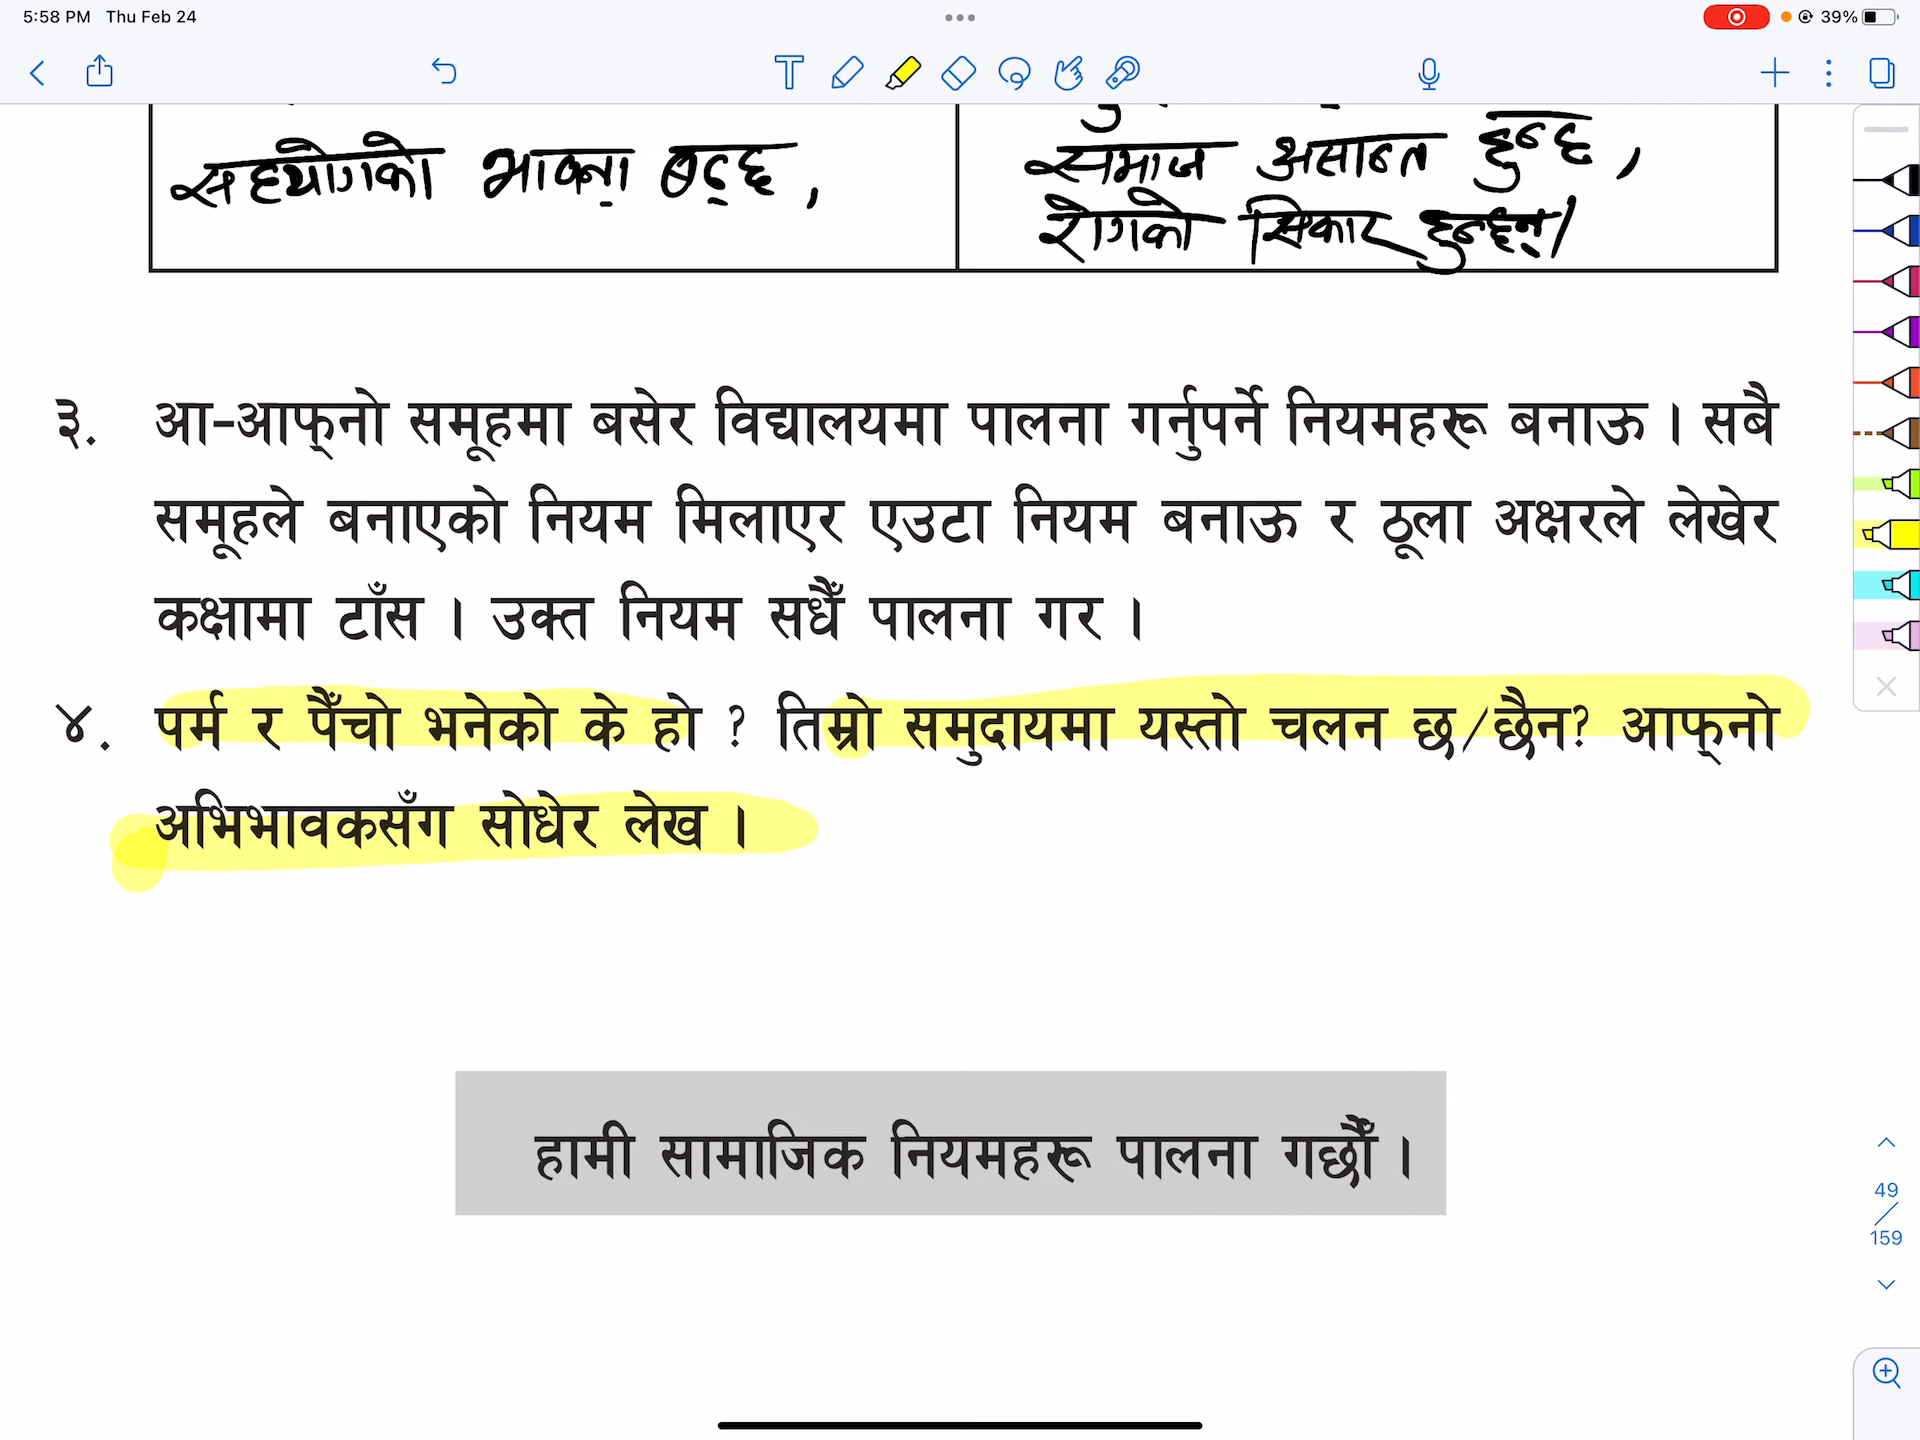 5:58 PM Thu Feb 24
39%
सहयोगको भावना बढ्छ,
समाज असान्त हुन्छ,
रोगको सिकार हुन्छन्।
३. आ-आफ्नो समूहमा बसेर विद्यालयमा पालना गर्नुपर्ने नियमहरू बनाऊ । सबै
समूहले बनाएको नियम मिलाएर एउटा नियम बनाऊ र ठूला अक्षरले लेखेर
कक्षामा टाँस । उक्त नियम सधैँ पालना गर ।
४. पर्म र पैँचो भनेको के हो ? तिम्रो समुदायमा यस्तो चलन छ/छैन? आफ्नो
अभिभावकसँग सोधेर लेख ।
हामी सामाजिक नियमहरू पालना गर्छौँ ।
49
/
159